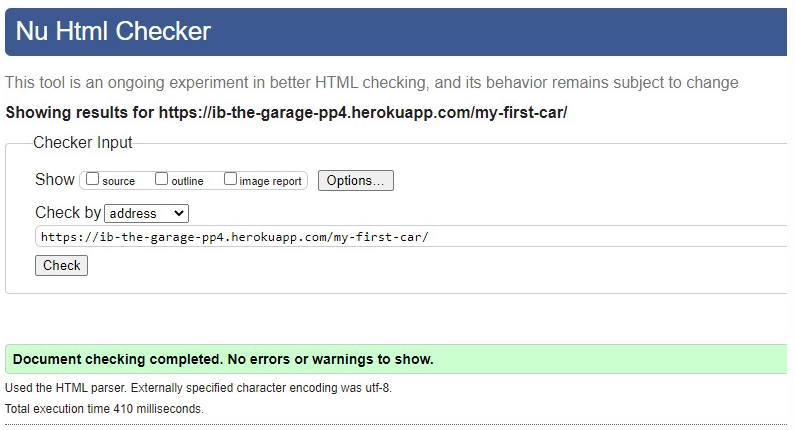 Nu Html Checker
This tool is an ongoing experiment in better HTML checking, and its behavior remains subject to change
Showing results for https://ib-the-garage-pp4.herokuapp.com/my-first-car/
Checker Input
Show source outline image report Options...
Check by address
https://ib-the-garage-pp4.herokuapp.com/my-first-car/
Check
Document checking completed. No errors or warnings to show.
Used the HTML parser. Externally specified character encoding was utf-8.
Total execution time 410 milliseconds.